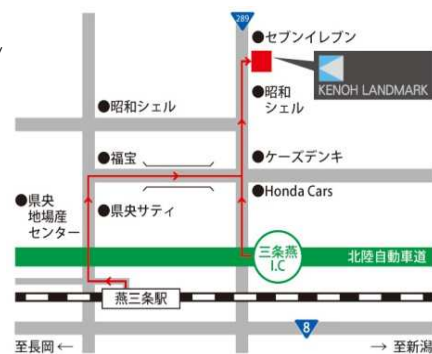 289
●セブンイレブン
KENOH LANDMARK
●昭和シェル
●昭和
シェル
●福宝
●ケーズデンキ
●Honda Cars
●県央
地場産
センター
●県央サティ
三条燕
I.C
北陸自動車道
燕三条駅
8
至長岡 ←
→ 至新潟